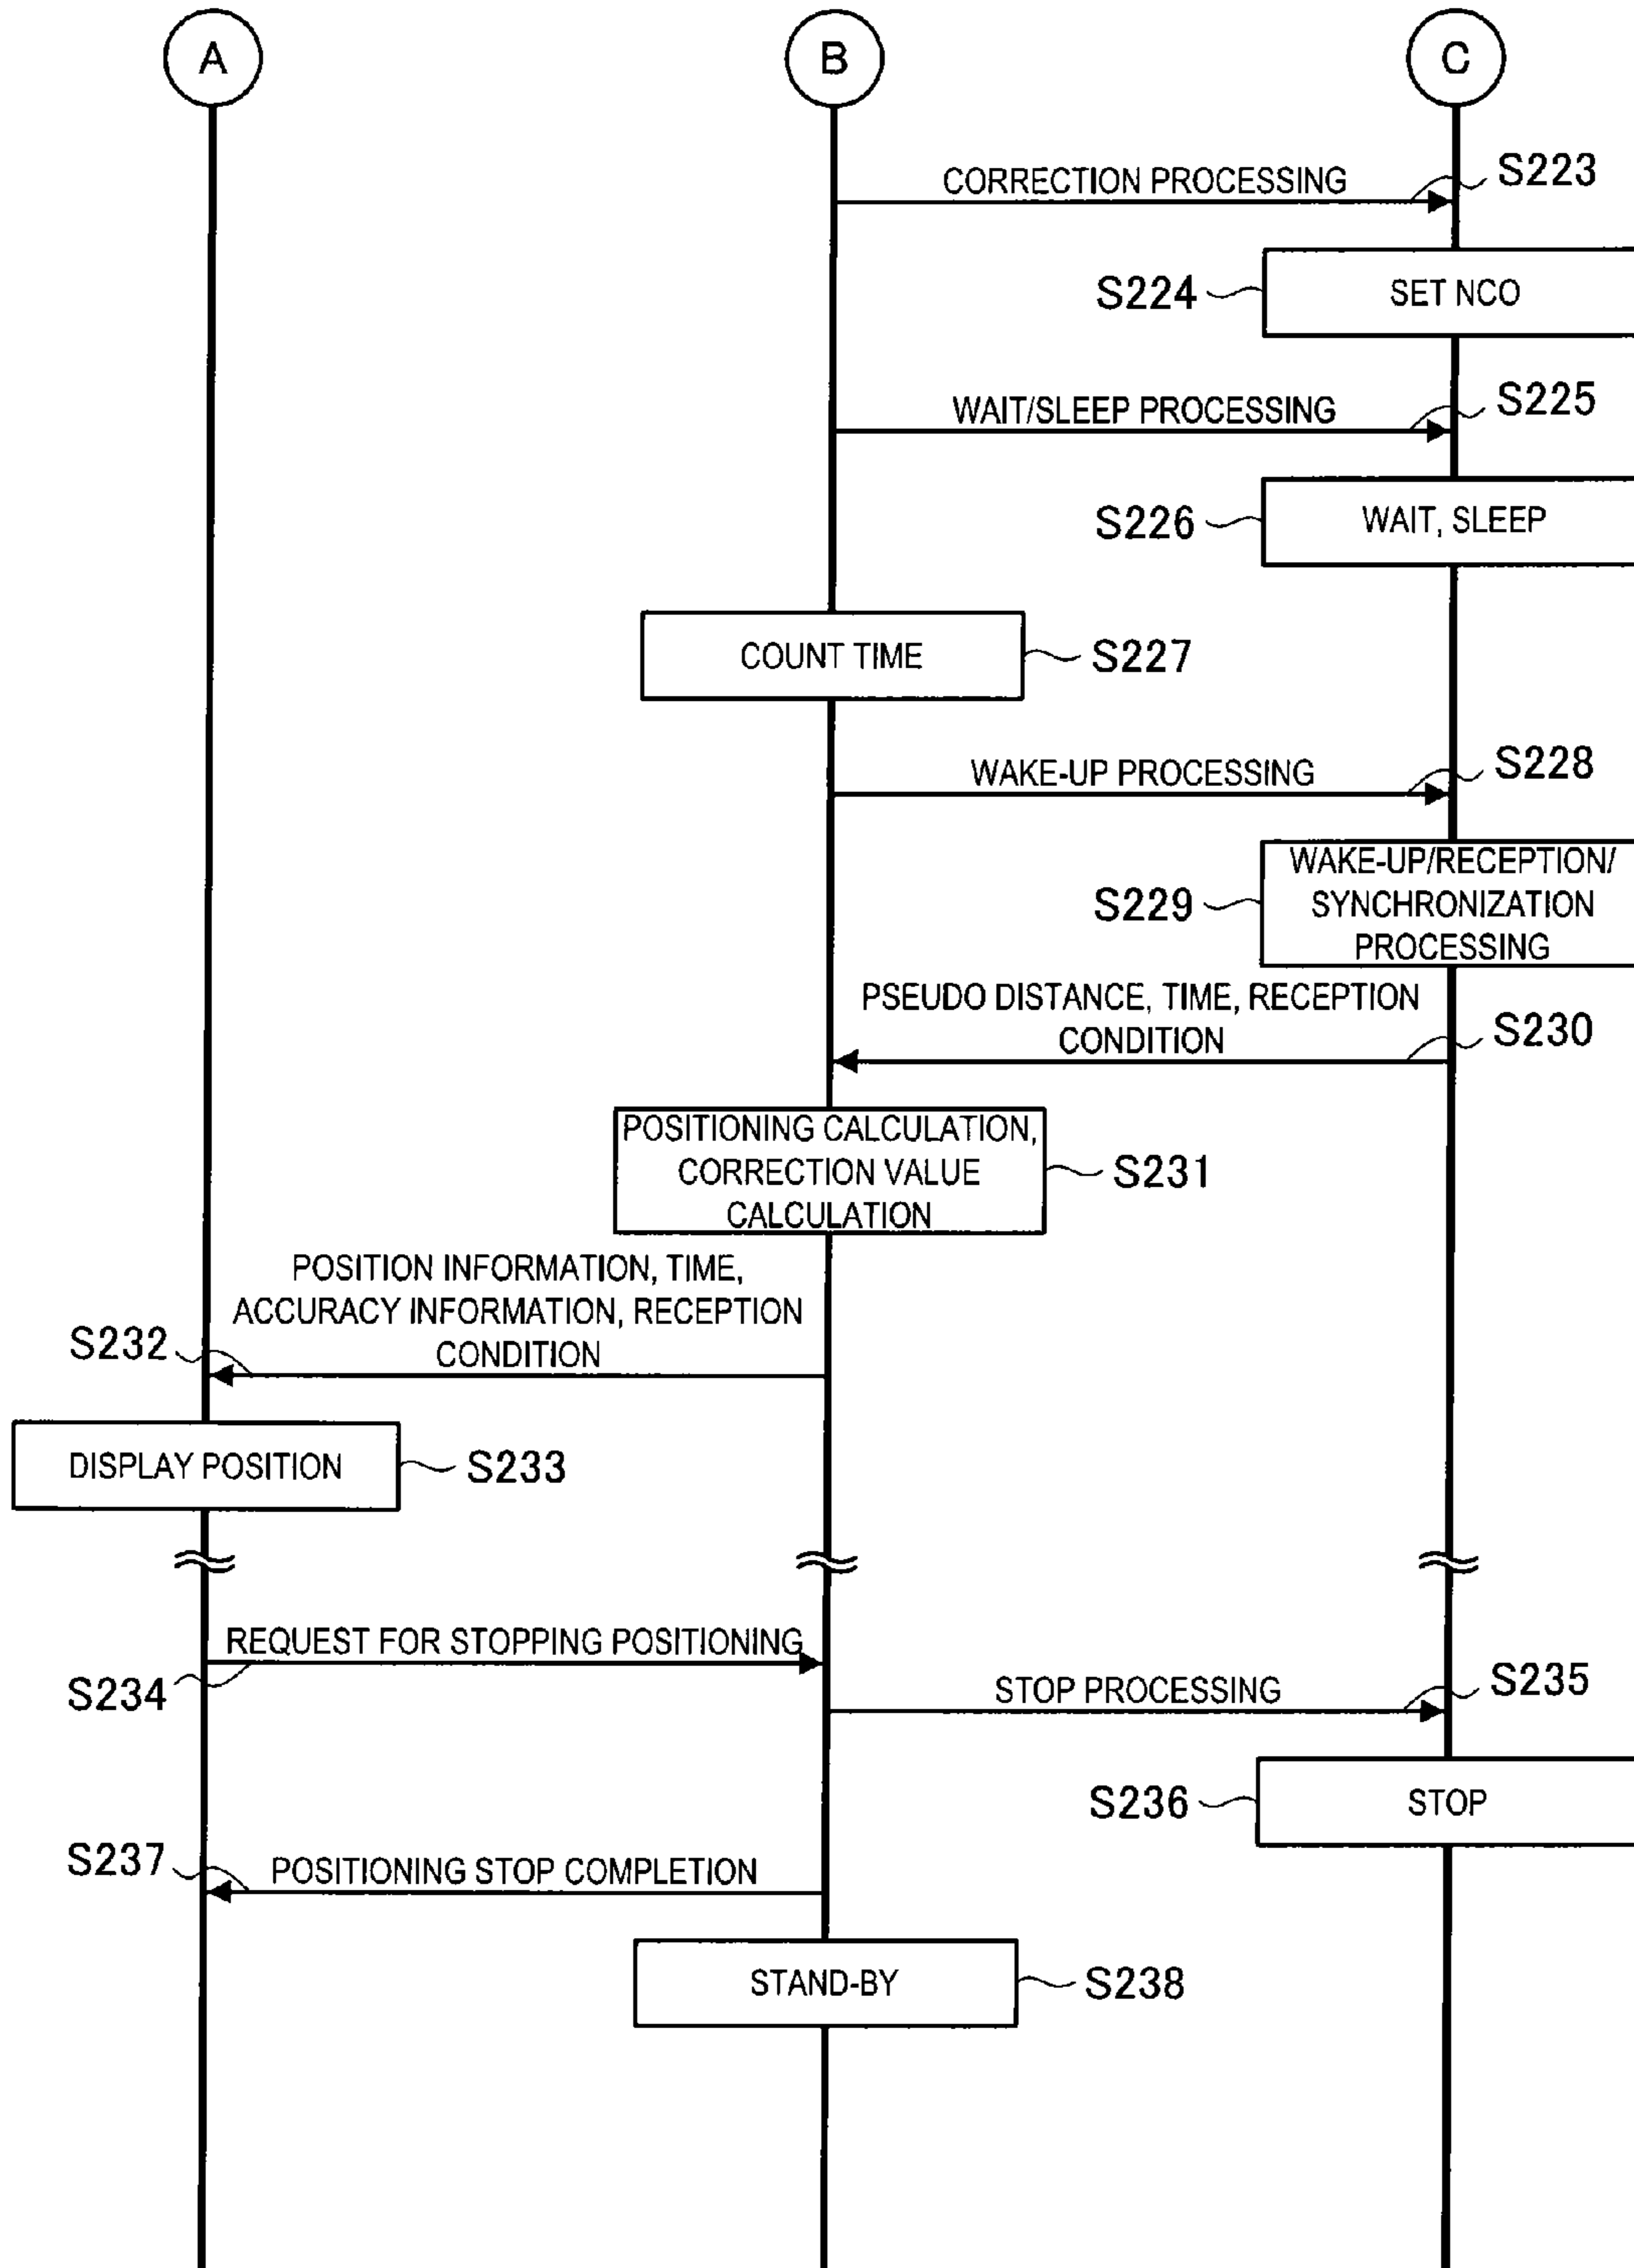 A
B
C
CORRECTION PROCESSING
S223
S224
SET NCO
WAIT/SLEEP PROCESSING
S225
S226
WAIT, SLEEP
COUNT TIME
S227
WAKE-UP PROCESSING
S228
S229
WAKE-UP/RECEPTION/
SYNCHRONIZATION
PROCESSING
PSEUDO DISTANCE, TIME, RECEPTION
CONDITION
S230
POSITIONING CALCULATION,
CORRECTION VALUE
CALCULATION
S231
POSITION INFORMATION, TIME,
ACCURACY INFORMATION, RECEPTION
CONDITION
S232
DISPLAY POSITION
S233
REQUEST FOR STOPPING POSITIONING
S234
STOP PROCESSING
S235
S236
STOP
S237
POSITIONING STOP COMPLETION
STAND-BY
S238